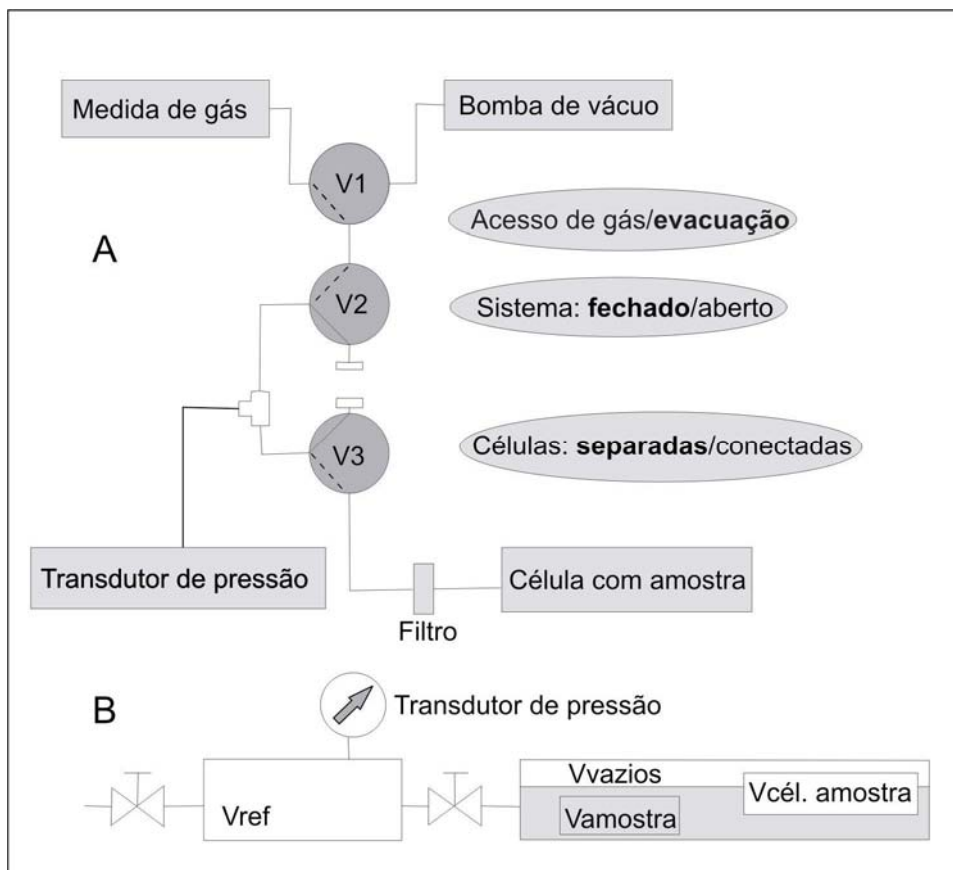 Medida de gás
Bomba de vácuo
V1
Acesso de gás/evacuação
A
V2
Sistema: fechado/aberto
V3
Células: separadas/conectadas
Transdutor de pressão
Célula com amostra
Filtro
B
Transdutor de pressão
Vvazios
Vcél. amostra
Vref
Vamostra